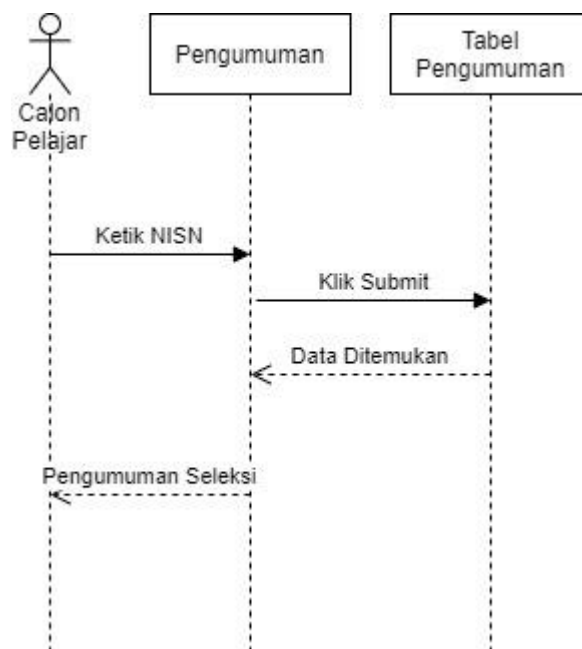 Pengumuman
Tabel
Pengumuman
Calon
Pelajar
Ketik NISN
Klik Submit
Data Ditemukan
Pengumuman Seleksi